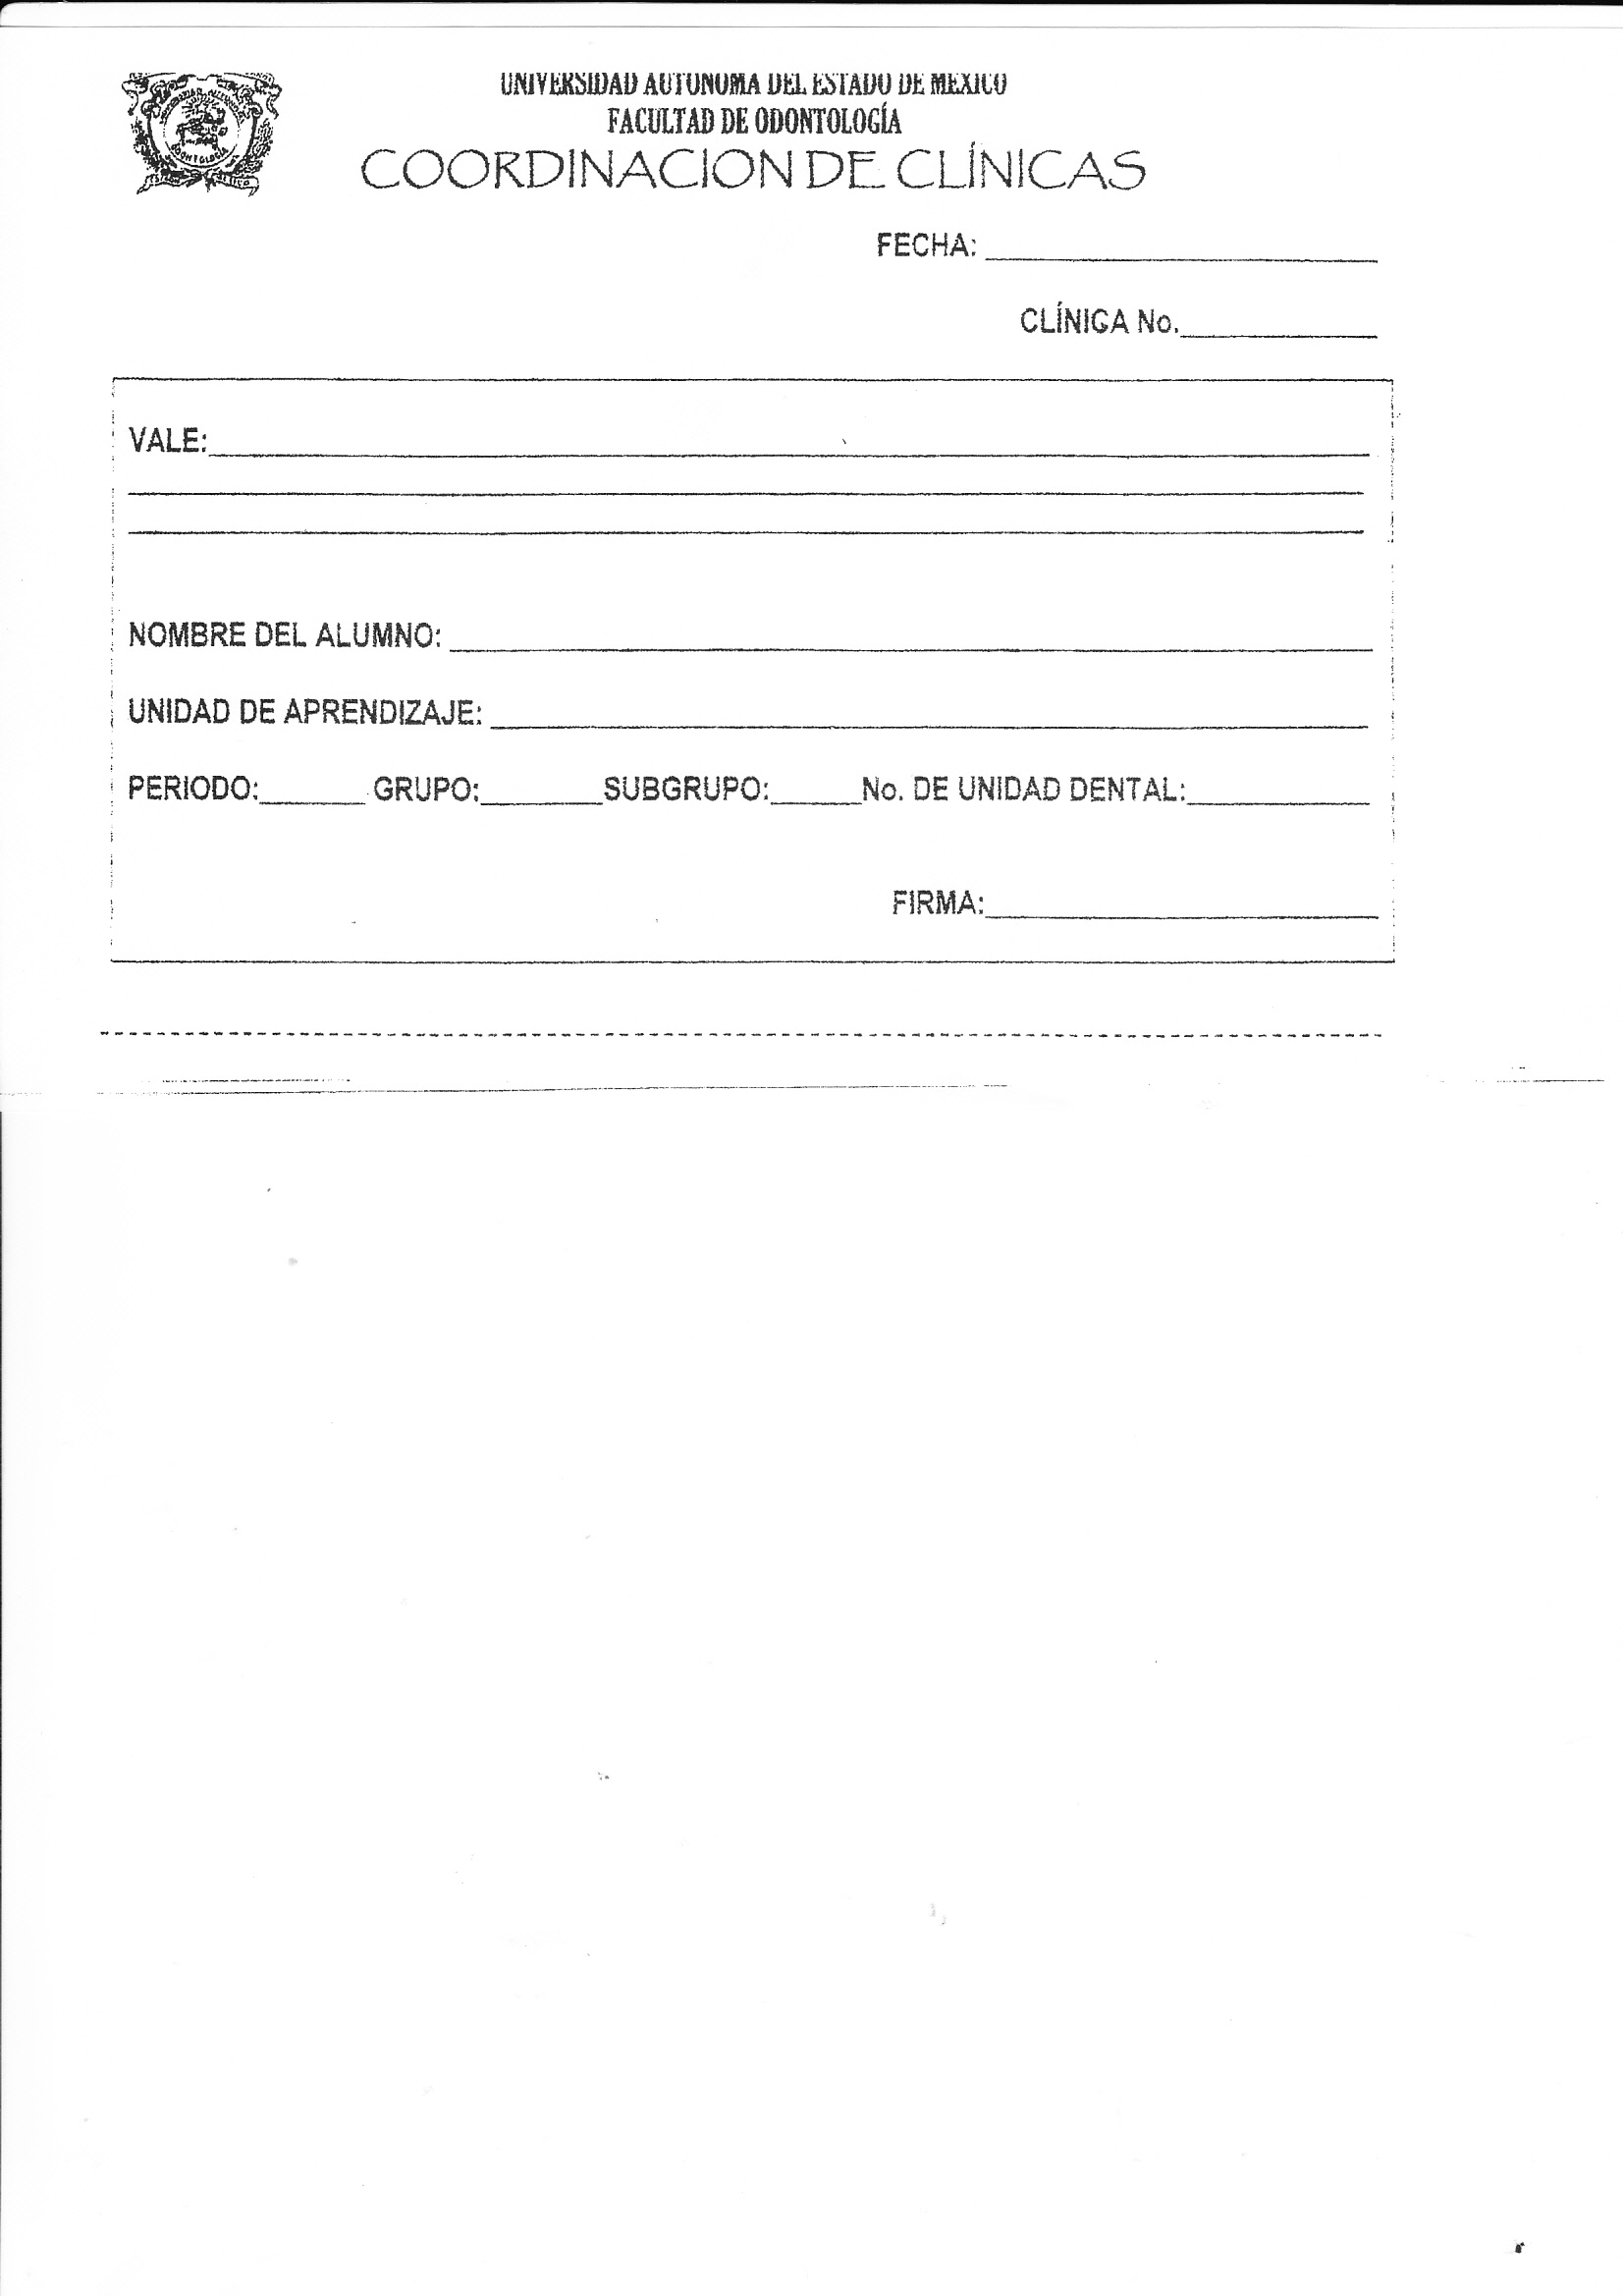 UNIVERSIDAD AUTONOMA DEL ESTADO DE MEXICO
FACULTAD DE ODONTOLOGÍA
COORDINACION DE CLÍNICAS
ODONTOLOGÍA
FECHA:
CLÍNICA No.
VALE:
NOMBRE DEL ALUMNO:
UNIDAD DE APRENDIZAJE:
PERIODO: GRUPO: SUBGRUPO: No. DE UNIDAD DENTAL:
FIRMA: